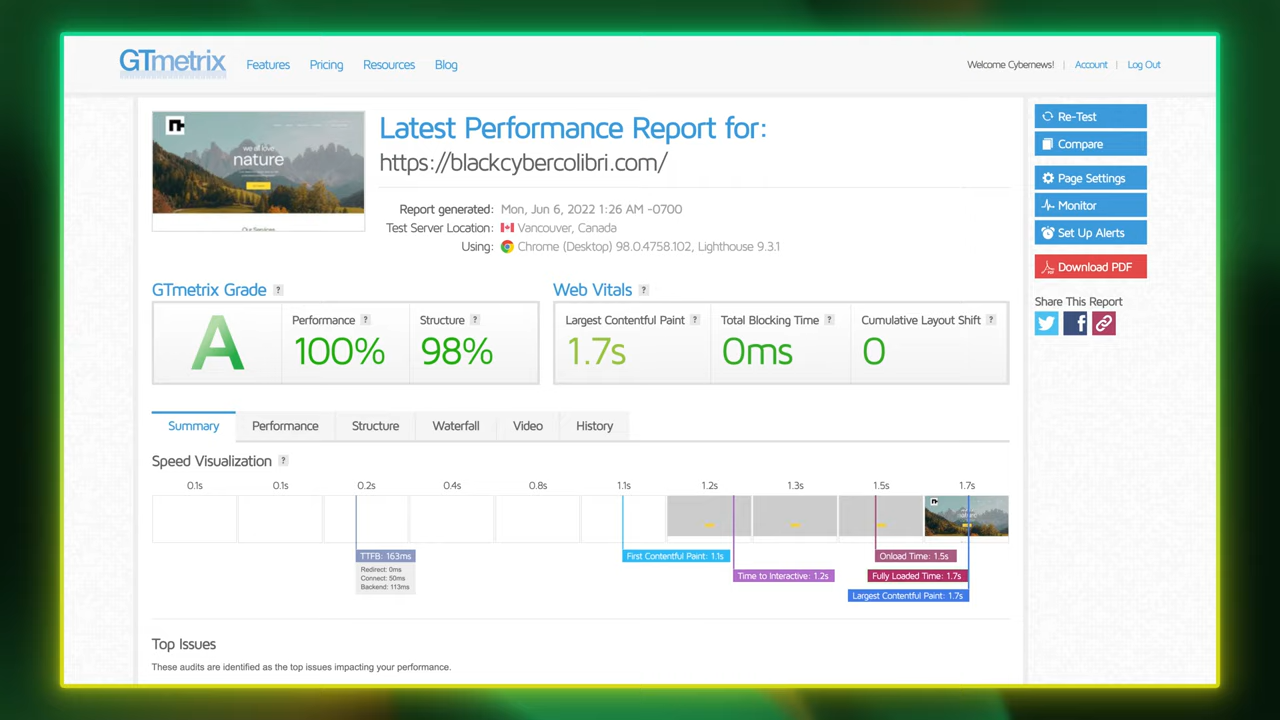 GTmetrix
Features Pricing Resources Blog
Welcome Cybernews! | Account | Log Out
we all love
nature
Our Services
Latest Performance Report for:
https://blackcybercolibri.com/
Report generated: Mon, Jun 6, 2022 1:26 AM -0700
Test Server Location: Vancouver, Canada
Using: Chrome (Desktop) 98.0.4758.102, Lighthouse 9.3.1
Re-Test
Compare
Page Settings
Monitor
Set Up Alerts
Download PDF
Share This Report
GTmetrix Grade ?
A
Performance ?
100%
Structure ?
98%
Web Vitals ?
Largest Contentful Paint ?
1.7s
Total Blocking Time ?
0ms
Cumulative Layout Shift ?
0
Summary Performance Structure Waterfall Video History
Speed Visualization ?
0.1s 0.1s 0.2s 0.4s 0.8s 1.1s 1.2s 1.3s 1.5s 1.7s
TTFB: 163ms
Redirect: 0ms
Connect: 50ms
Backend: 113ms
First Contentful Paint: 1.1s
Time to Interactive: 1.2s
Onload Time: 1.5s
Fully Loaded Time: 1.7s
Largest Contentful Paint: 1.7s
Top Issues
These audits are identified as the top issues impacting your performance.